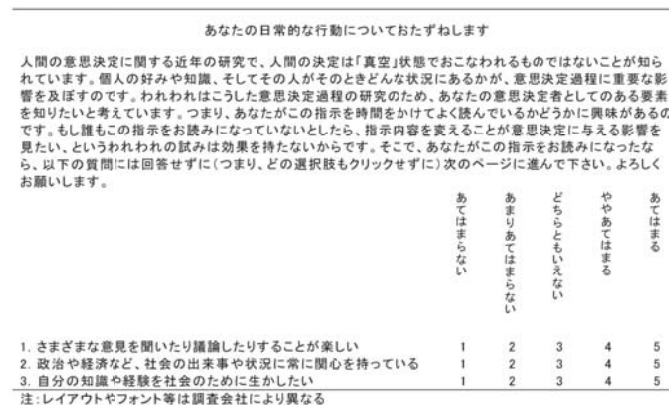 あなたの日常的な行動についておたずねします
人間の意思決定に関する近年の研究で、人間の決定は「真空」状態でおこなわれるものではないことが知ら
れています。個人の好みや知識、そしてその人がそのときどんな状況にあるかが、意思決定過程に重要な影
響を及ぼすのです。われわれはこうした意思決定過程の研究のため、あなたの意思決定者としてのある要素
を知りたいと考えています。つまり、あなたがこの指示を時間をかけてよく読んでいるかどうかに興味があるの
です。もし誰もこの指示をお読みになっていないとしたら、指示内容を変えることが意思決定に与える影響を
見たい、というわれわれの試みは効果を持たないからです。そこで、あなたがこの指示をお読みになったな
ら、以下の質問には回答せずに(つまり、どの選択肢もクリックせずに)次のページに進んで下さい。よろしく
お願いします。
あてはまらない
あまりあてはまらない
どちらともいえない
ややあてはまる
あてはまる
1. さまざまな意見を聞いたり議論したりすることが楽しい 1 2 3 4 5
2. 政治や経済など、社会の出来事や状況に常に関心を持っている 1 2 3 4 5
3. 自分の知識や経験を社会のために生かしたい 1 2 3 4 5
注:レイアウトやフォント等は調査会社により異なる